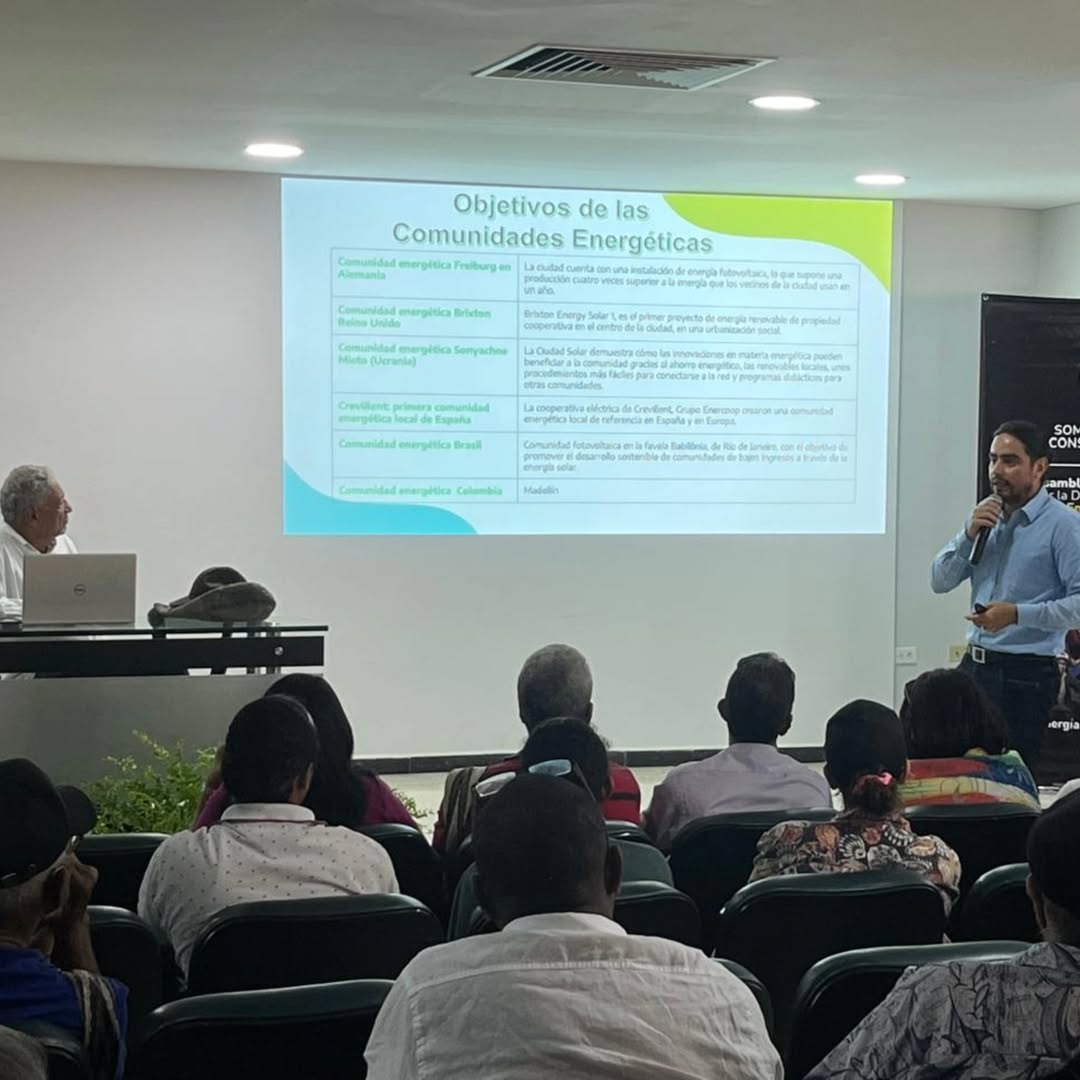 Objetivos de las
Comunidades Energéticas
Comunidad energética Freiburg en
Alemania
La ciudad cuenta con una instalación de energía fotovoltaica, lo que supone una
producción cuatro veces superior a la energía que los vecinos de la ciudad usan en
un año.
Comunidad energética Brixton
Reino Unido
Brixton Energy Solar 1, es el primer proyecto de energía renovable de propiedad
cooperativa en el centro de la ciudad, en una urbanización social.
Comunidad energética Sonyachne
Misto (Ucrania)
La Ciudad Solar demuestra cómo las innovaciones en materia energética pueden
beneficiar a la comunidad gracias al ahorro energético, las renovables locales, unos
procedimientos más fáciles para conectarse a la red y programas didácticos para
otras comunidades.
Crevillent: primera comunidad
energética local de España
La cooperativa eléctrica de Crevillent, Grupo Enercoop crearon una comunidad
energética local de referencia en España y en Europa.
Comunidad energética Brasil
Comunidad fotovoltaica en la favela Babilônia, de Río de Janeiro, con el objetivo de
promover el desarrollo sostenible de comunidades de bajos ingresos a través de la
energía solar.
Comunidad energética Colombia
Medellín
SOM
CONS
ambl
r la D
ergía
DELL